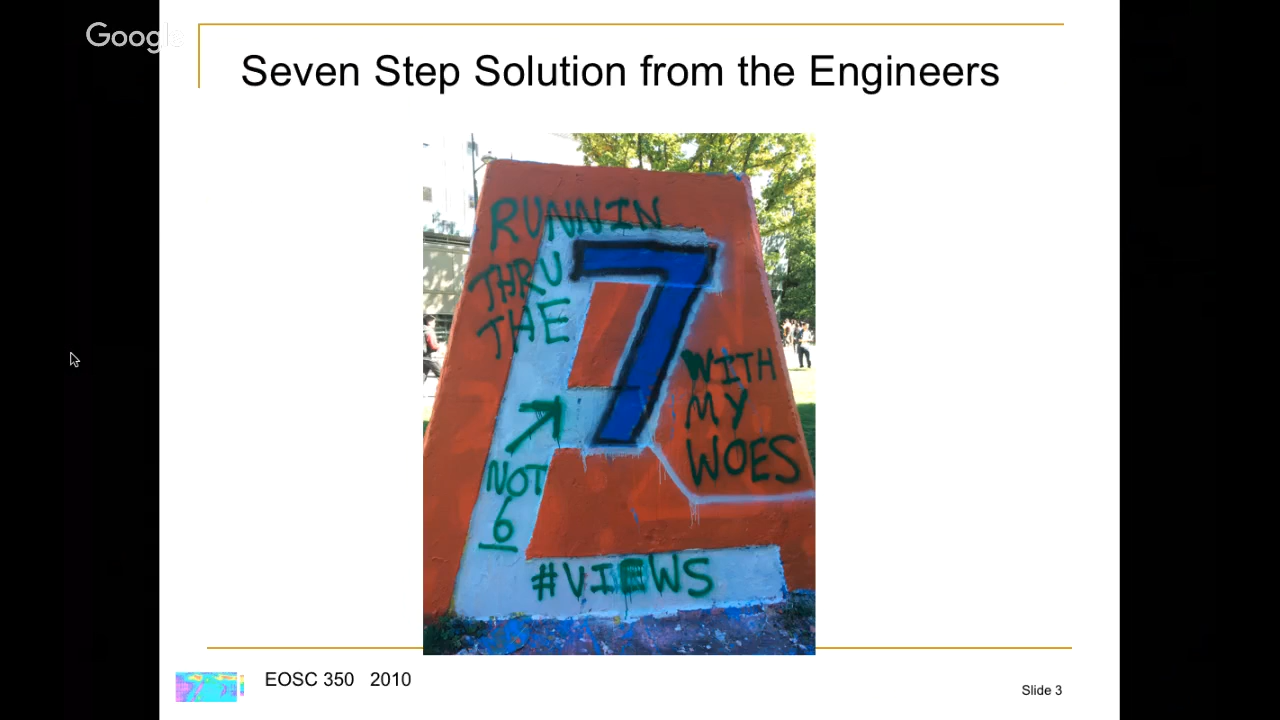 Google
Seven Step Solution from the Engineers
RUNNIN
THRU
THE
7
WITH
MY
WOES
NOT
6
#VIEWS
EOSC 350 2010
Slide 3